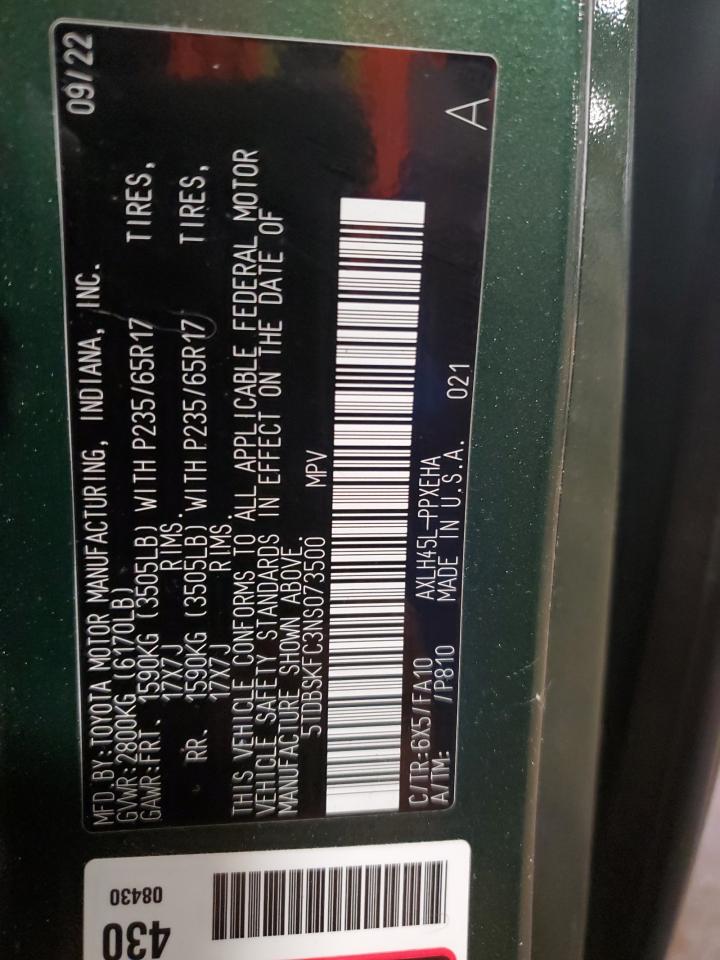 MFD. BY:TOYOTA MOTOR MANUFACTURING, INDIANA, INC. 09/22
GVWR:2800KG (6170LB)
GAWR:FRT. 1590KG (3505LB) WITH P235/65R17 TIRES,
17X7J RIMS.
RR. 1590KG (3505LB) WITH P235/65R17 TIRES,
17X7J RIMS.
THIS VEHICLE CONFORMS TO ALL APPLICABLE FEDERAL MOTOR
VEHICLE SAFETY STANDARDS IN EFFECT ON THE DATE OF
MANUFACTURE SHOWN ABOVE.
5TDBSKFC3NS073500 MPV
C/TR:6X5/FA10 AXLH45L-PPXEHA 021 A
A/TM: /P810 MADE IN U.S.A.
430
08430